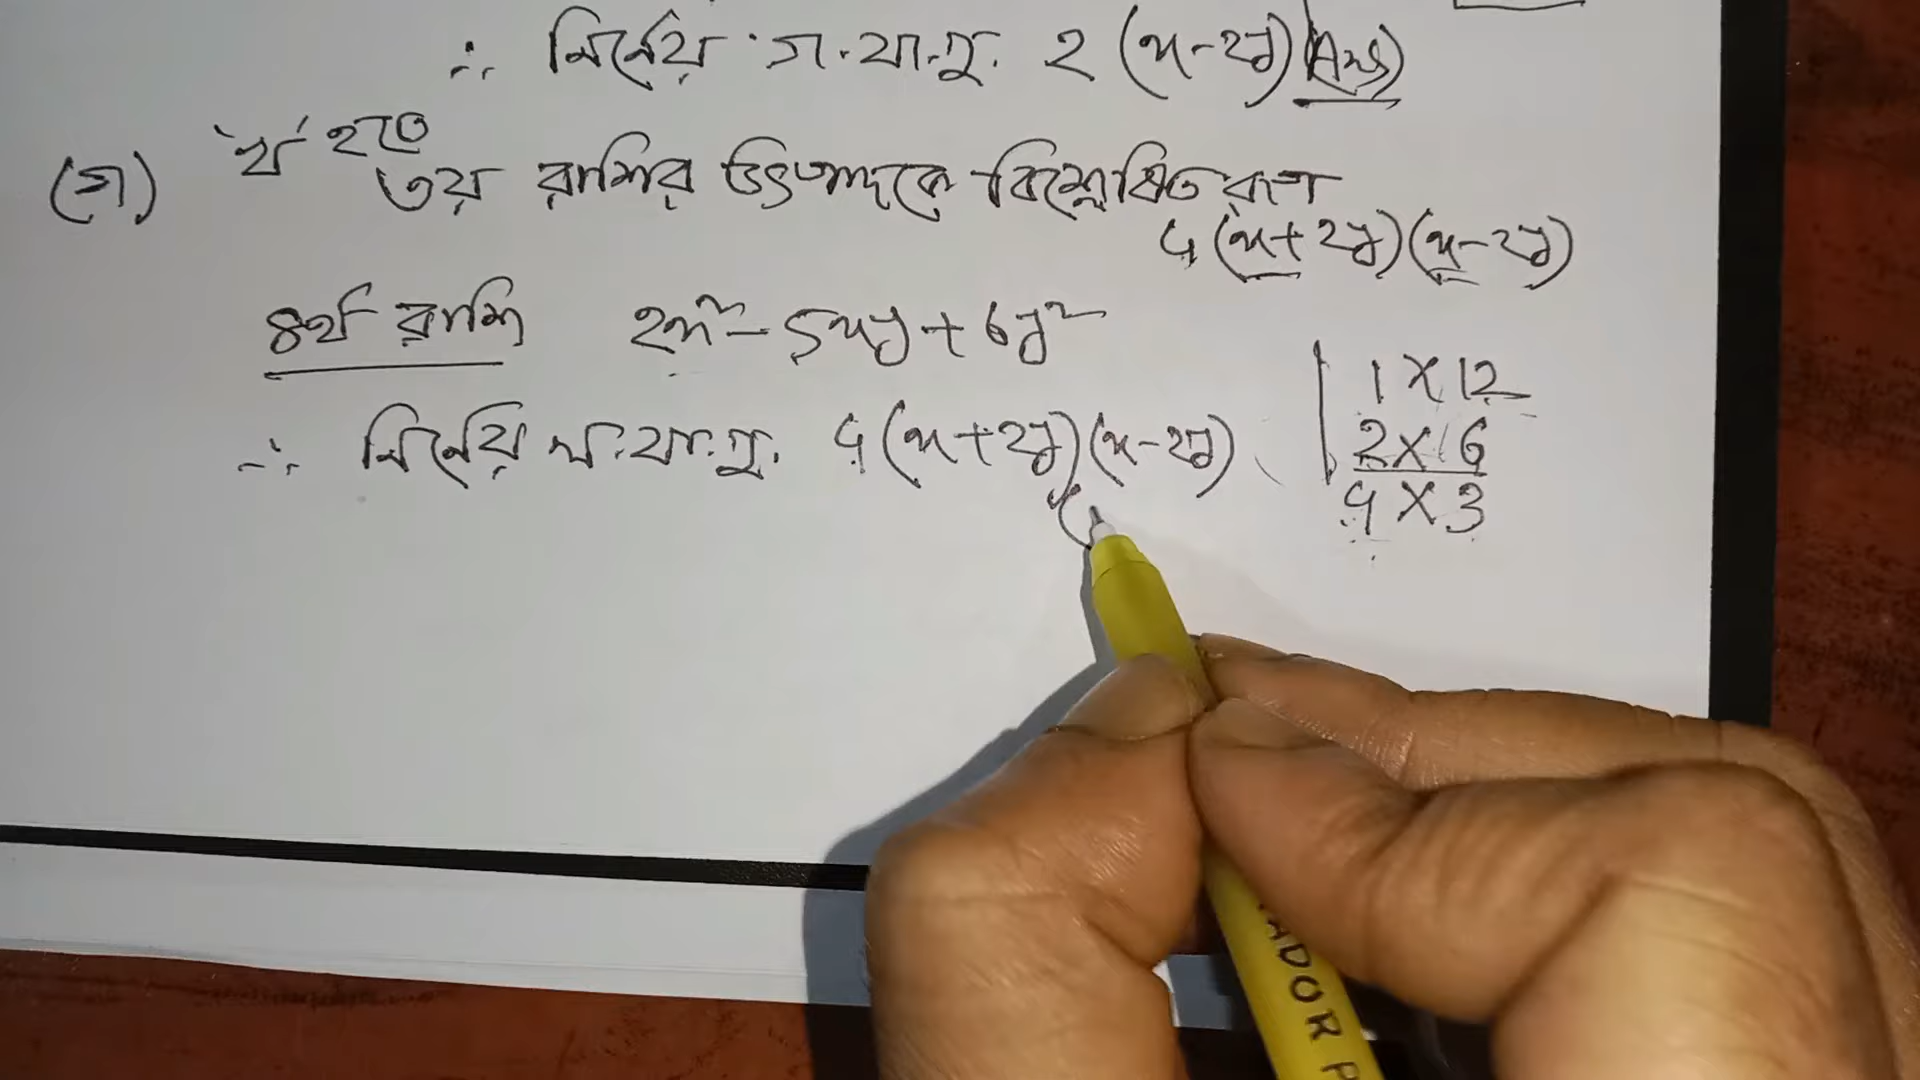 ∴ নির্ণেয় গ.সা.গু. 2 (x-2y) (Ans)
(গ) 'খ' হতে
৩য় রাশির উৎপাদকে বিশ্লেষিত রূপ
4 (x+2y)(x-2y)
৪র্থ রাশি 2x² - 5xy + 6y²
∴ নির্ণেয় ল.সা.গু. 4 (x+2y)(x-2y)
(
1 X 12
2 X 6
4 X 3
ADOR P